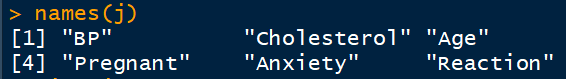 > names(j)
[1] "BP"          "Cholesterol" "Age"
[4] "Pregnant"    "Anxiety"     "Reaction"